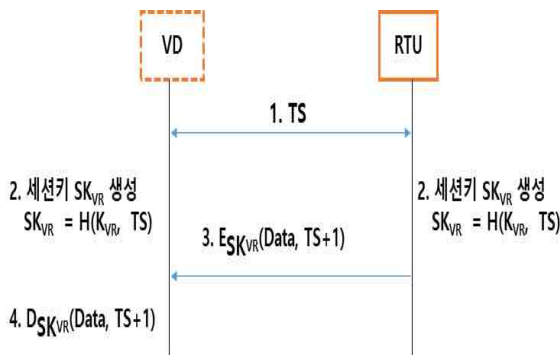 VD
RTU
1. TS
2. 세션키 SKVR 생성
SKVR = H(KVR, TS)
2. 세션키 SKVR 생성
SKVR = H(KVR, TS)
3. ESKVR(Data, TS+1)
4. DSKVR(Data, TS+1)